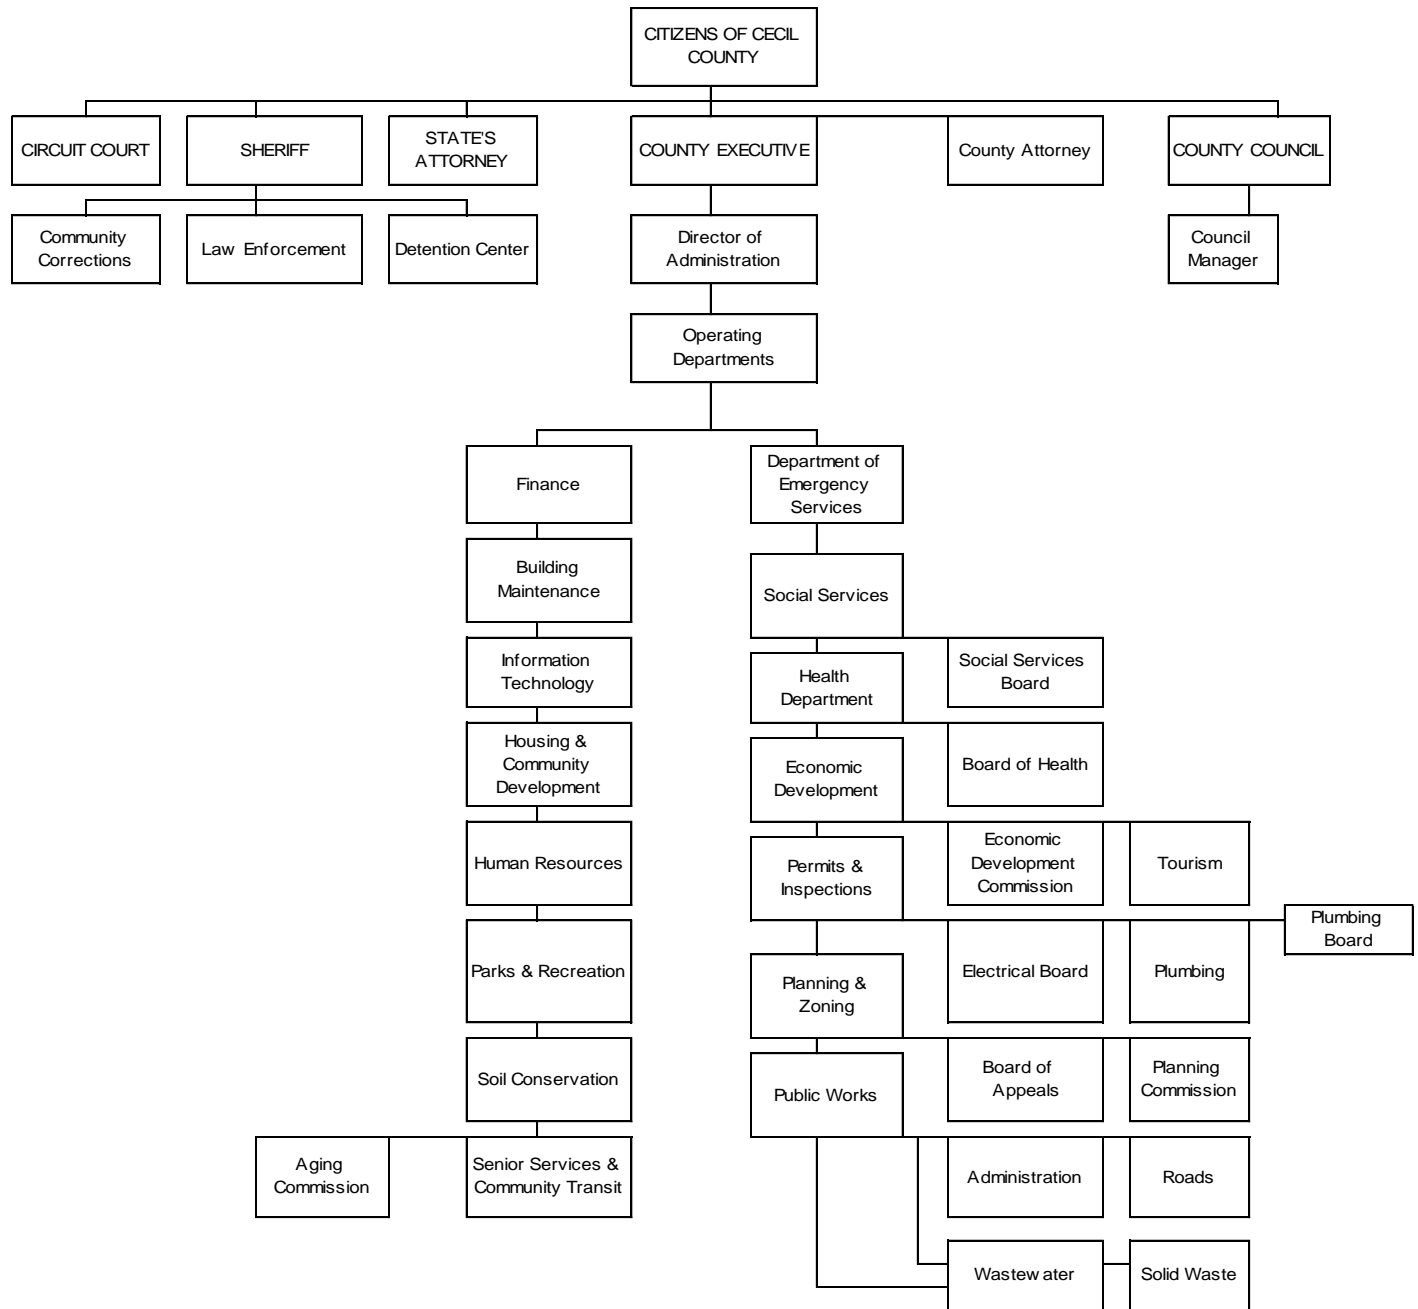 CITIZENS OF CECIL
COUNTY
CIRCUIT COURT
SHERIFF
STATE'S
ATTORNEY
COUNTY EXECUTIVE
County Attorney
COUNTY COUNCIL
Community
Corrections
Law Enforcement
Detention Center
Director of
Administration
Council
Manager
Operating
Departments
Finance
Department of
Emergency
Services
Building
Maintenance
Social Services
Information
Technology
Health
Department
Social Services
Board
Housing &
Community
Development
Economic
Development
Board of Health
Human Resources
Permits &
Inspections
Economic
Development
Commission
Tourism
Plumbing
Board
Parks & Recreation
Planning &
Zoning
Electrical Board
Plumbing
Soil Conservation
Public Works
Board of
Appeals
Planning
Commission
Aging
Commission
Senior Services &
Community Transit
Administration
Roads
Wastewater
Solid Waste